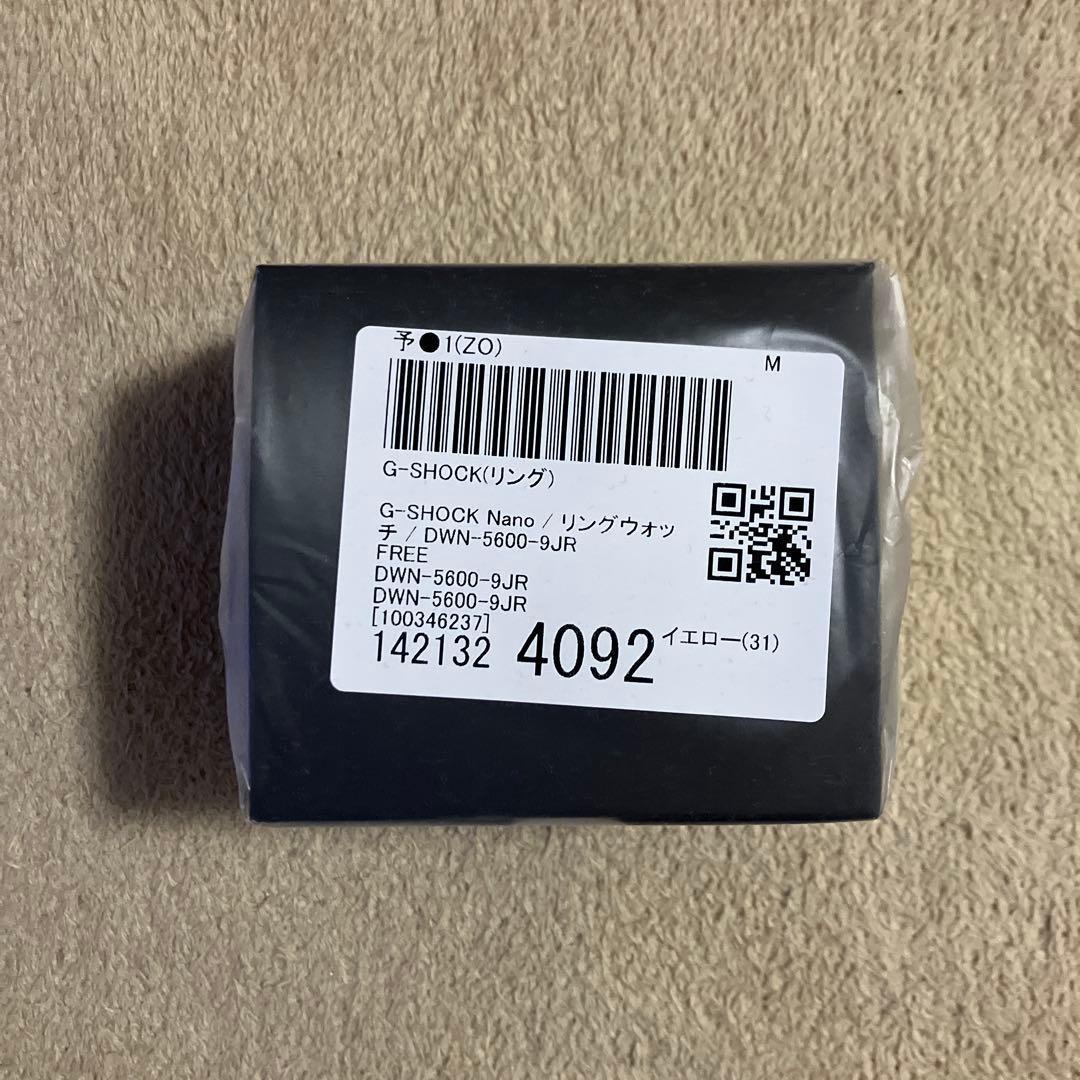 予●1(ZO)
M
G-SHOCK(リング)
G-SHOCK Nano / リングウォッ
チ / DWN-5600-9JR
FREE
DWN-5600-9JR
DWN-5600-9JR
[100346237]
142132 4092 イエロー(31)